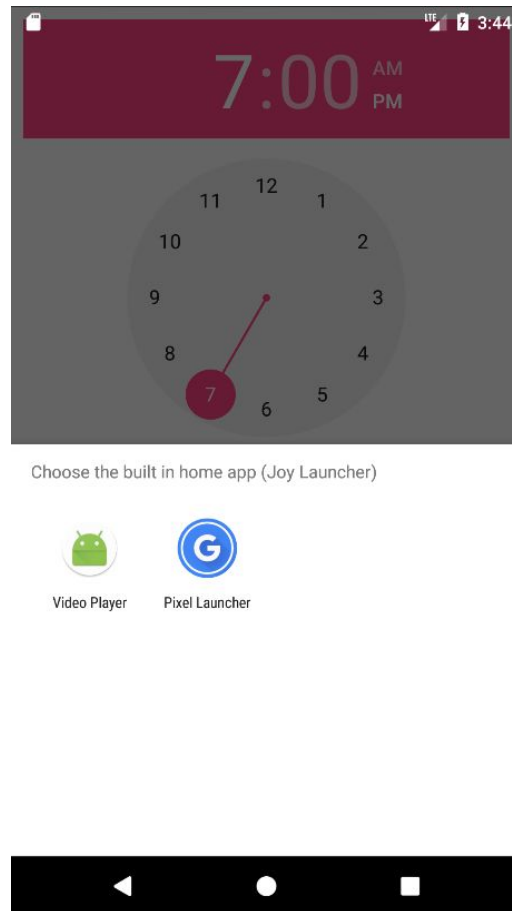 LTE 3:44
7:00 AM
PM
12
11 1
10 2
9 3
8 4
7 5
6
Choose the built in home app (Joy Launcher)
G
Video Player Pixel Launcher